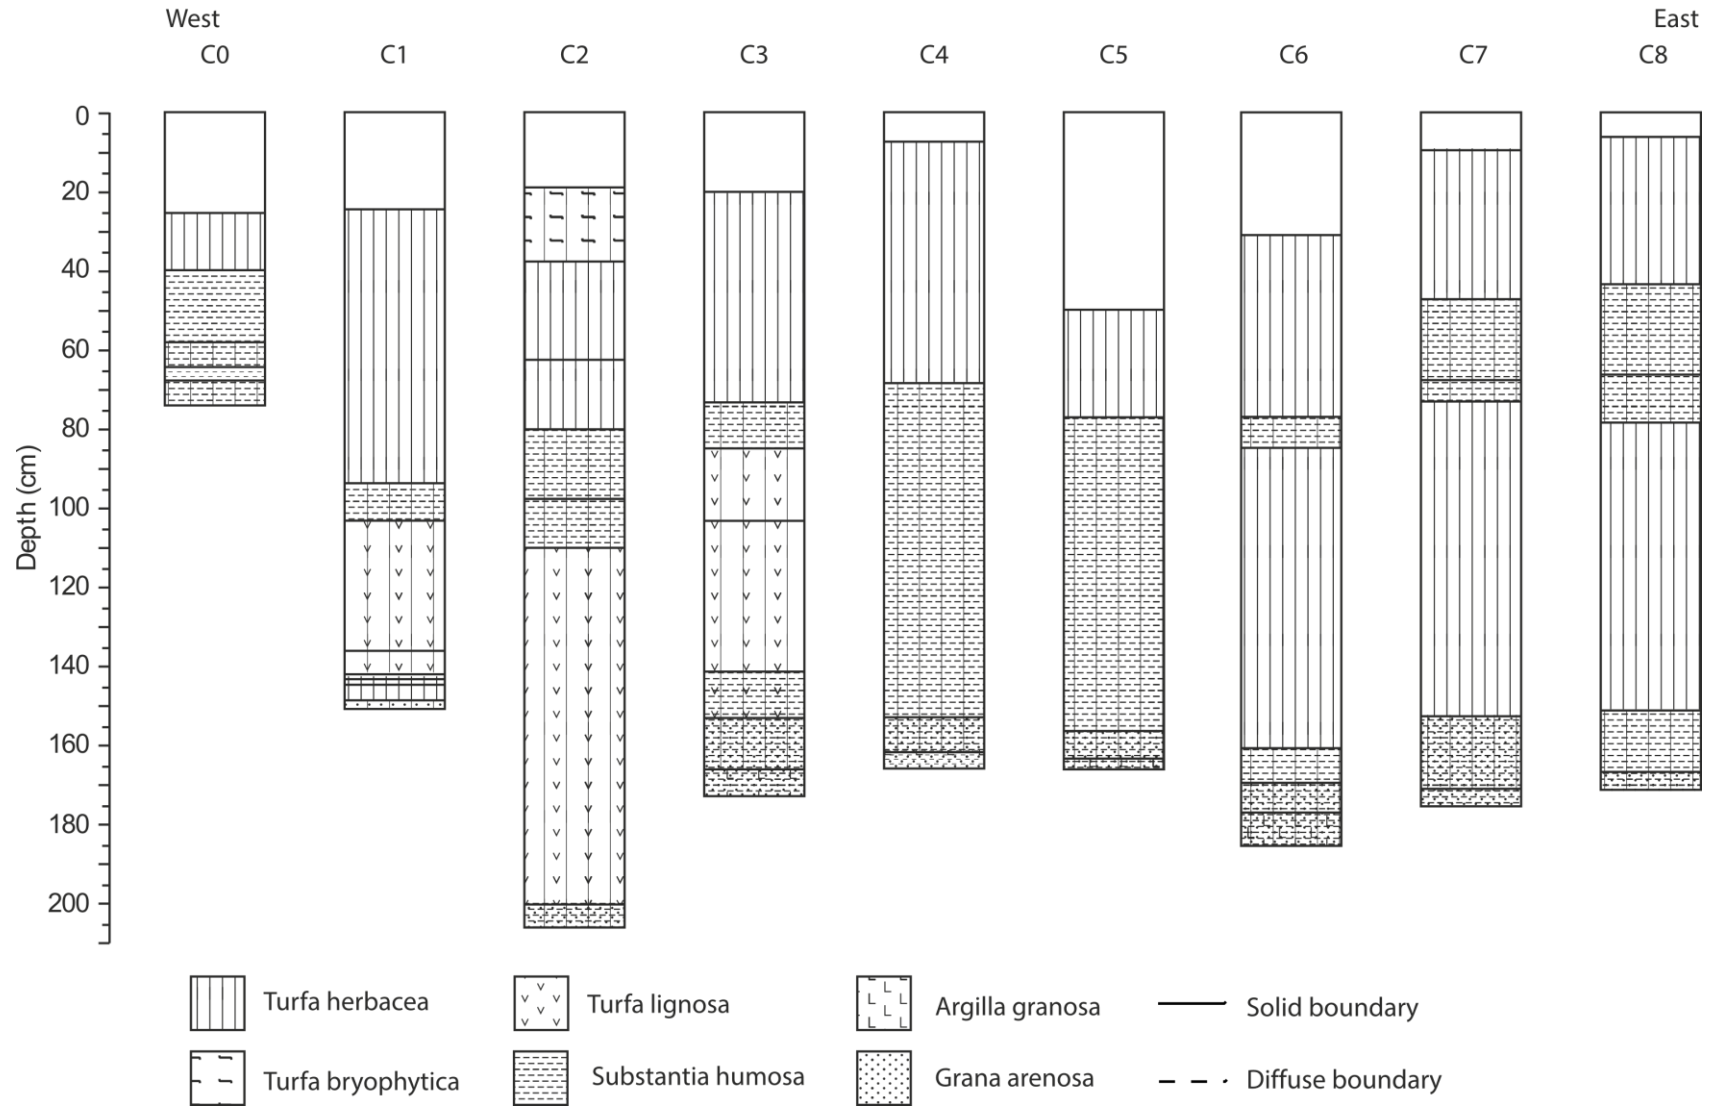 West East
C0 C1 C2 C3 C4 C5 C6 C7 C8
0
20
40
60
80
100
120
140
160
180
200
Depth (cm)
Turfa herbacea Turfa lignosa Argilla granosa Solid boundary
Turfa bryophytica Substantia humosa Grana arenosa Diffuse boundary